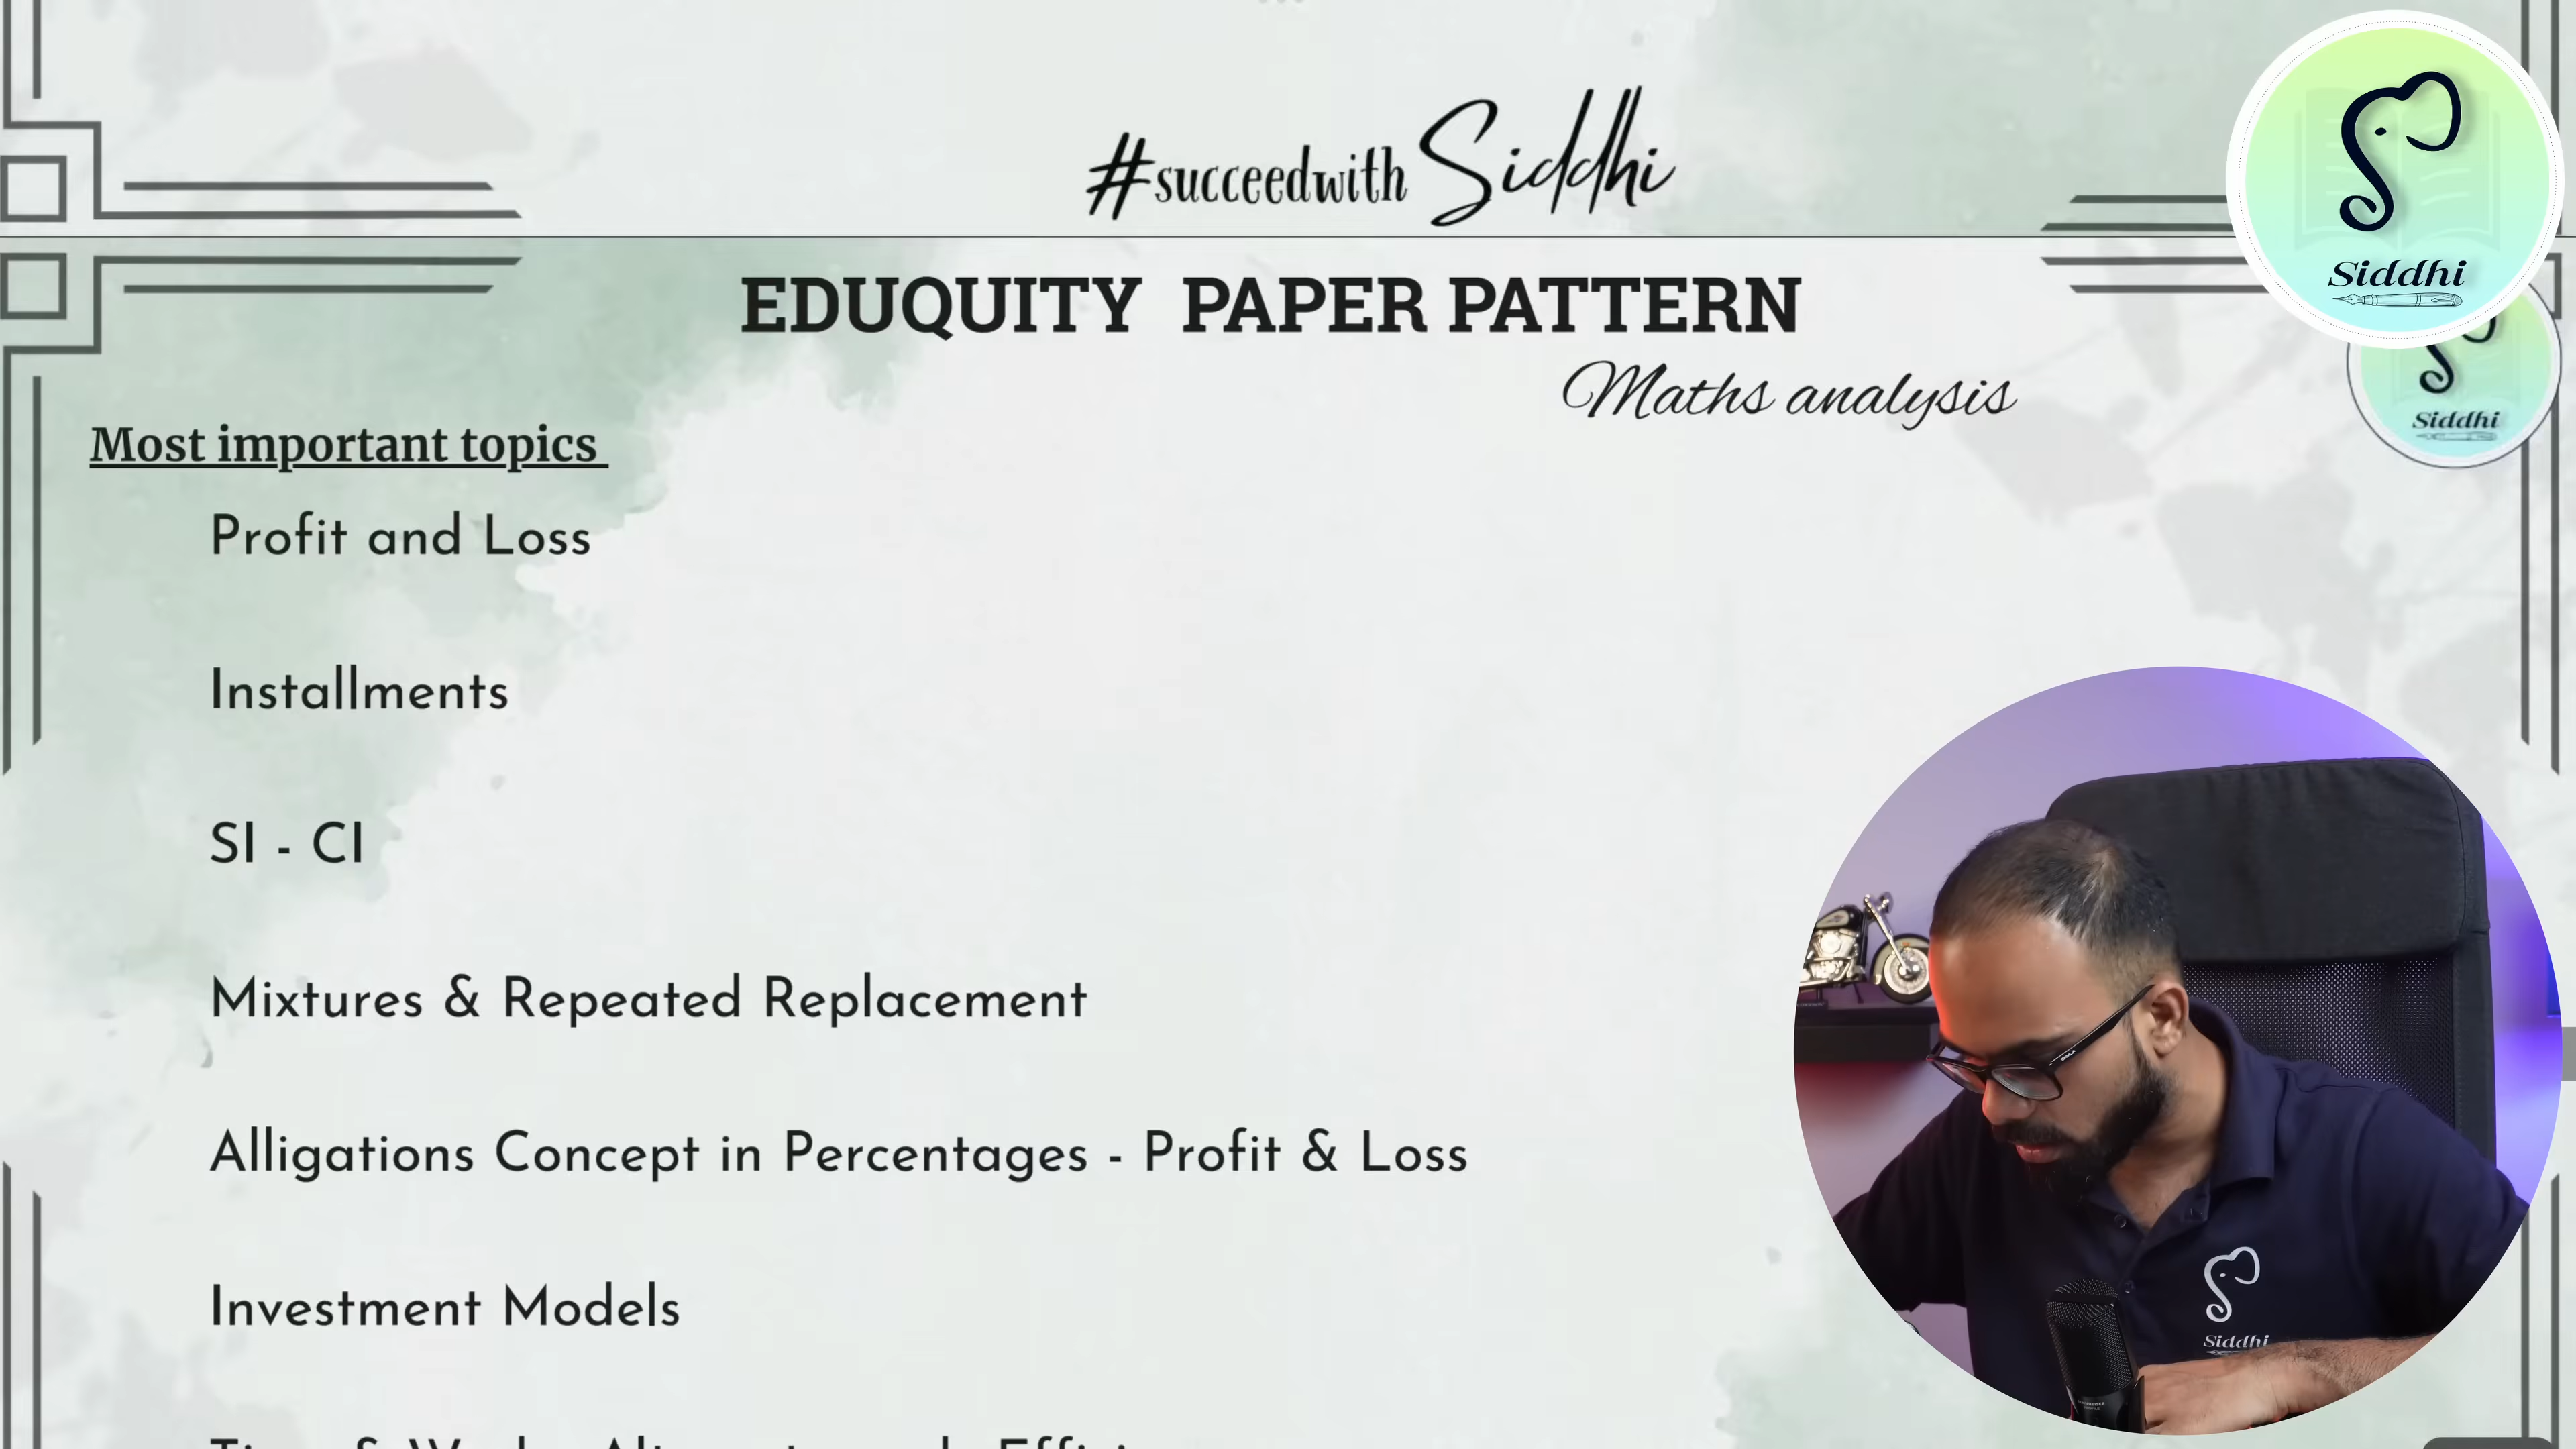 #succeedwith Siddhi
Siddhi
EDUQUITY PAPER PATTERN
Maths analysis
Siddhi
Most important topics
Profit and Loss
Installments
SI - CI
Mixtures & Repeated Replacement
Alligations Concept in Percentages - Profit & Loss
Investment Models
Siddhi